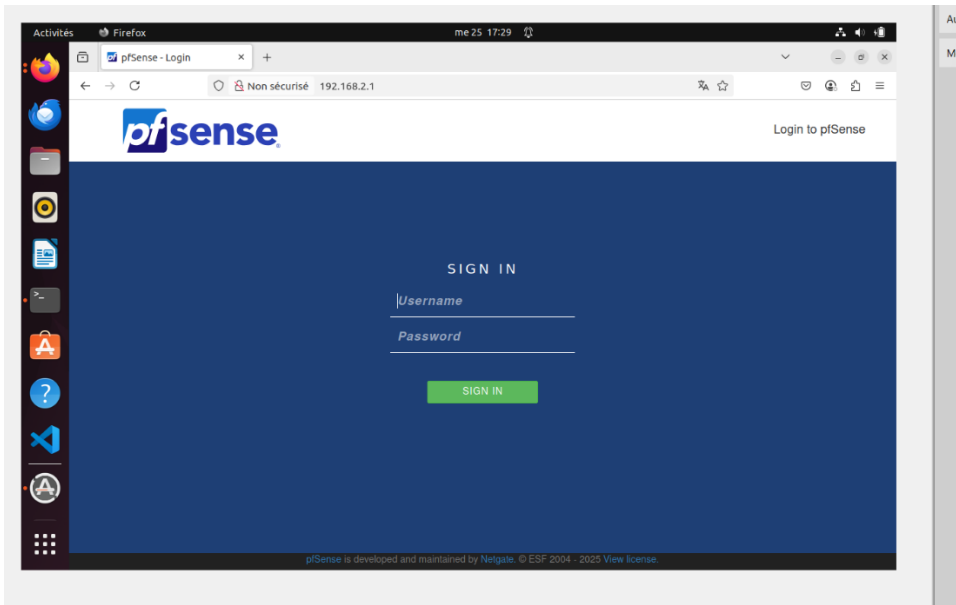 Activités Firefox me 25 17:29
pfSense - Login
Non sécurisé 192.168.2.1
pfsense
Login to pfSense
SIGN IN
Username
Password
SIGN IN
pfSense is developed and maintained by Netgate. © ESF 2004 - 2025 View license.